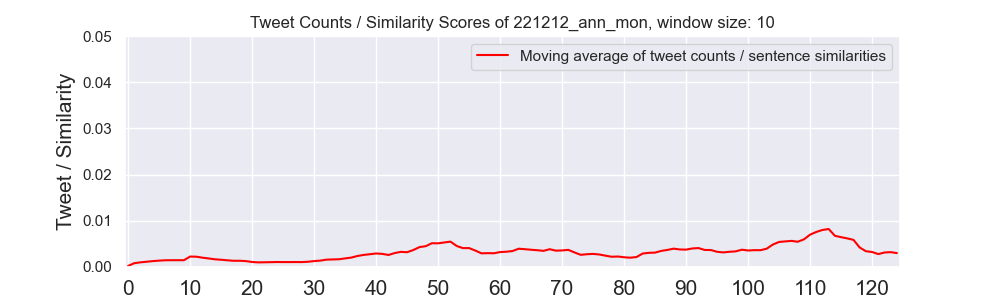 Tweet Counts / Similarity Scores of 221212_ann_mon, window size: 10
Moving average of tweet counts / sentence similarities
Tweet / Similarity
0.05
0.04
0.03
0.02
0.01
0.00
0 10 20 30 40 50 60 70 80 90 100 110 120